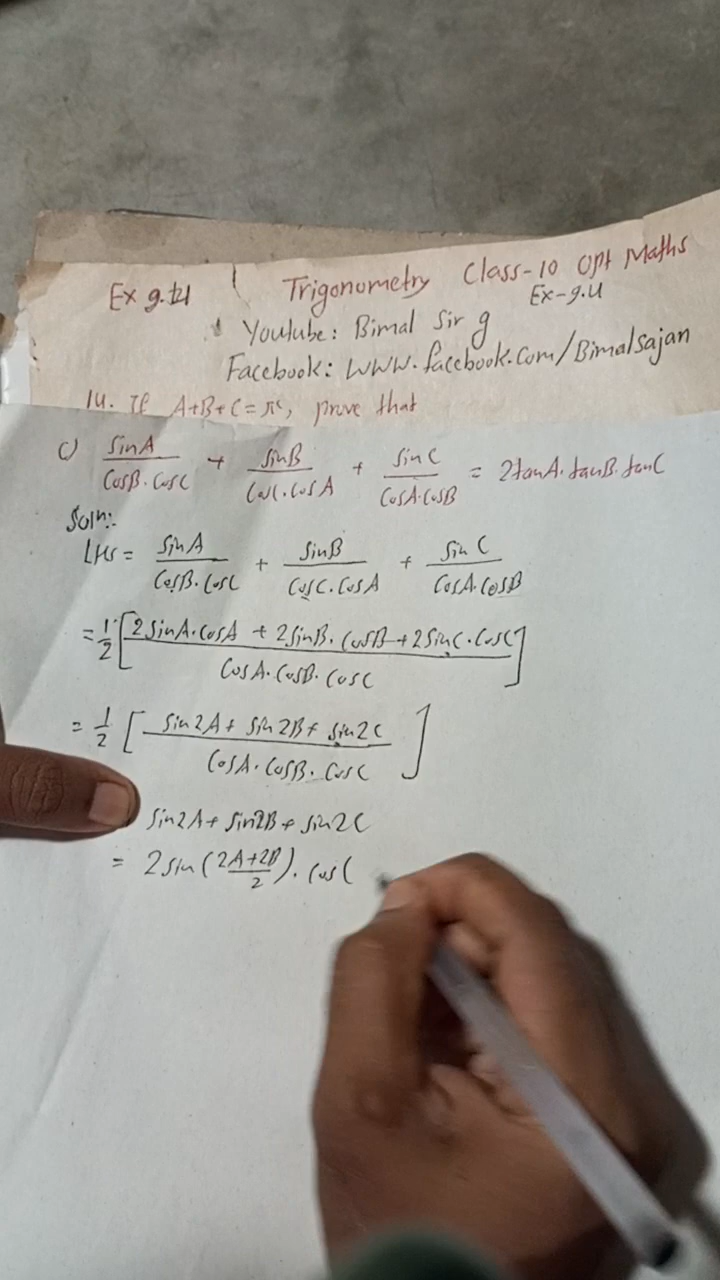 Ex 9.4 Trigonometry Class-10 Opt Maths
Ex-9.4
Youtube: Bimal Sir g
Facebook: www.facebook.com/Bimalsajan
14. If A+B+C=πᶜ, prove that
c) SinA/CosB.CosC + SinB/CosC.CosA + SinC/CosA.CosB = 2tanA.tanB.tanC
Soln:
LHS = SinA/CosB.CosC + SinB/CosC.CosA + SinC/CosA.CosB
= 1/2 [2SinA.CosA + 2SinB.CosB + 2SinC.CosC / CosA.CosB.CosC]
= 1/2 [Sin2A + Sin2B + Sin2C / CosA.CosB.CosC]
Sin2A + Sin2B + Sin2C
= 2Sin(2A+2B/2).Cos(